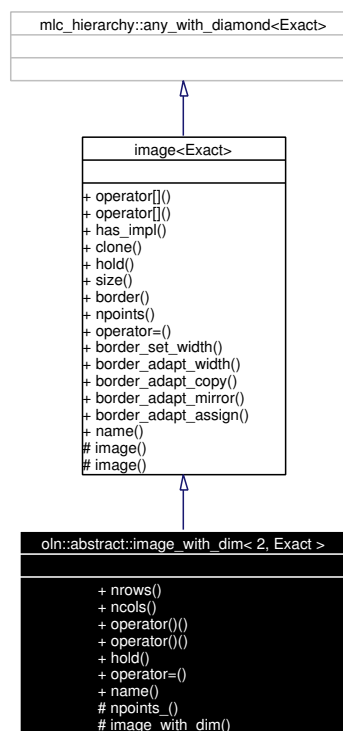 mlc_hierarchy::any_with_diamond<Exact>
image<Exact>
+ operator[]()
+ operator[]()
+ has_impl()
+ clone()
+ hold()
+ size()
+ border()
+ npoints()
+ operator=()
+ border_set_width()
+ border_adapt_width()
+ border_adapt_copy()
+ border_adapt_mirror()
+ border_adapt_assign()
+ name()
# image()
# image()
oln::abstract::image_with_dim< 2, Exact >
+ nrows()
+ ncols()
+ operator()()
+ operator()()
+ hold()
+ operator=()
+ name()
# npoints_()
# image_with_dim()